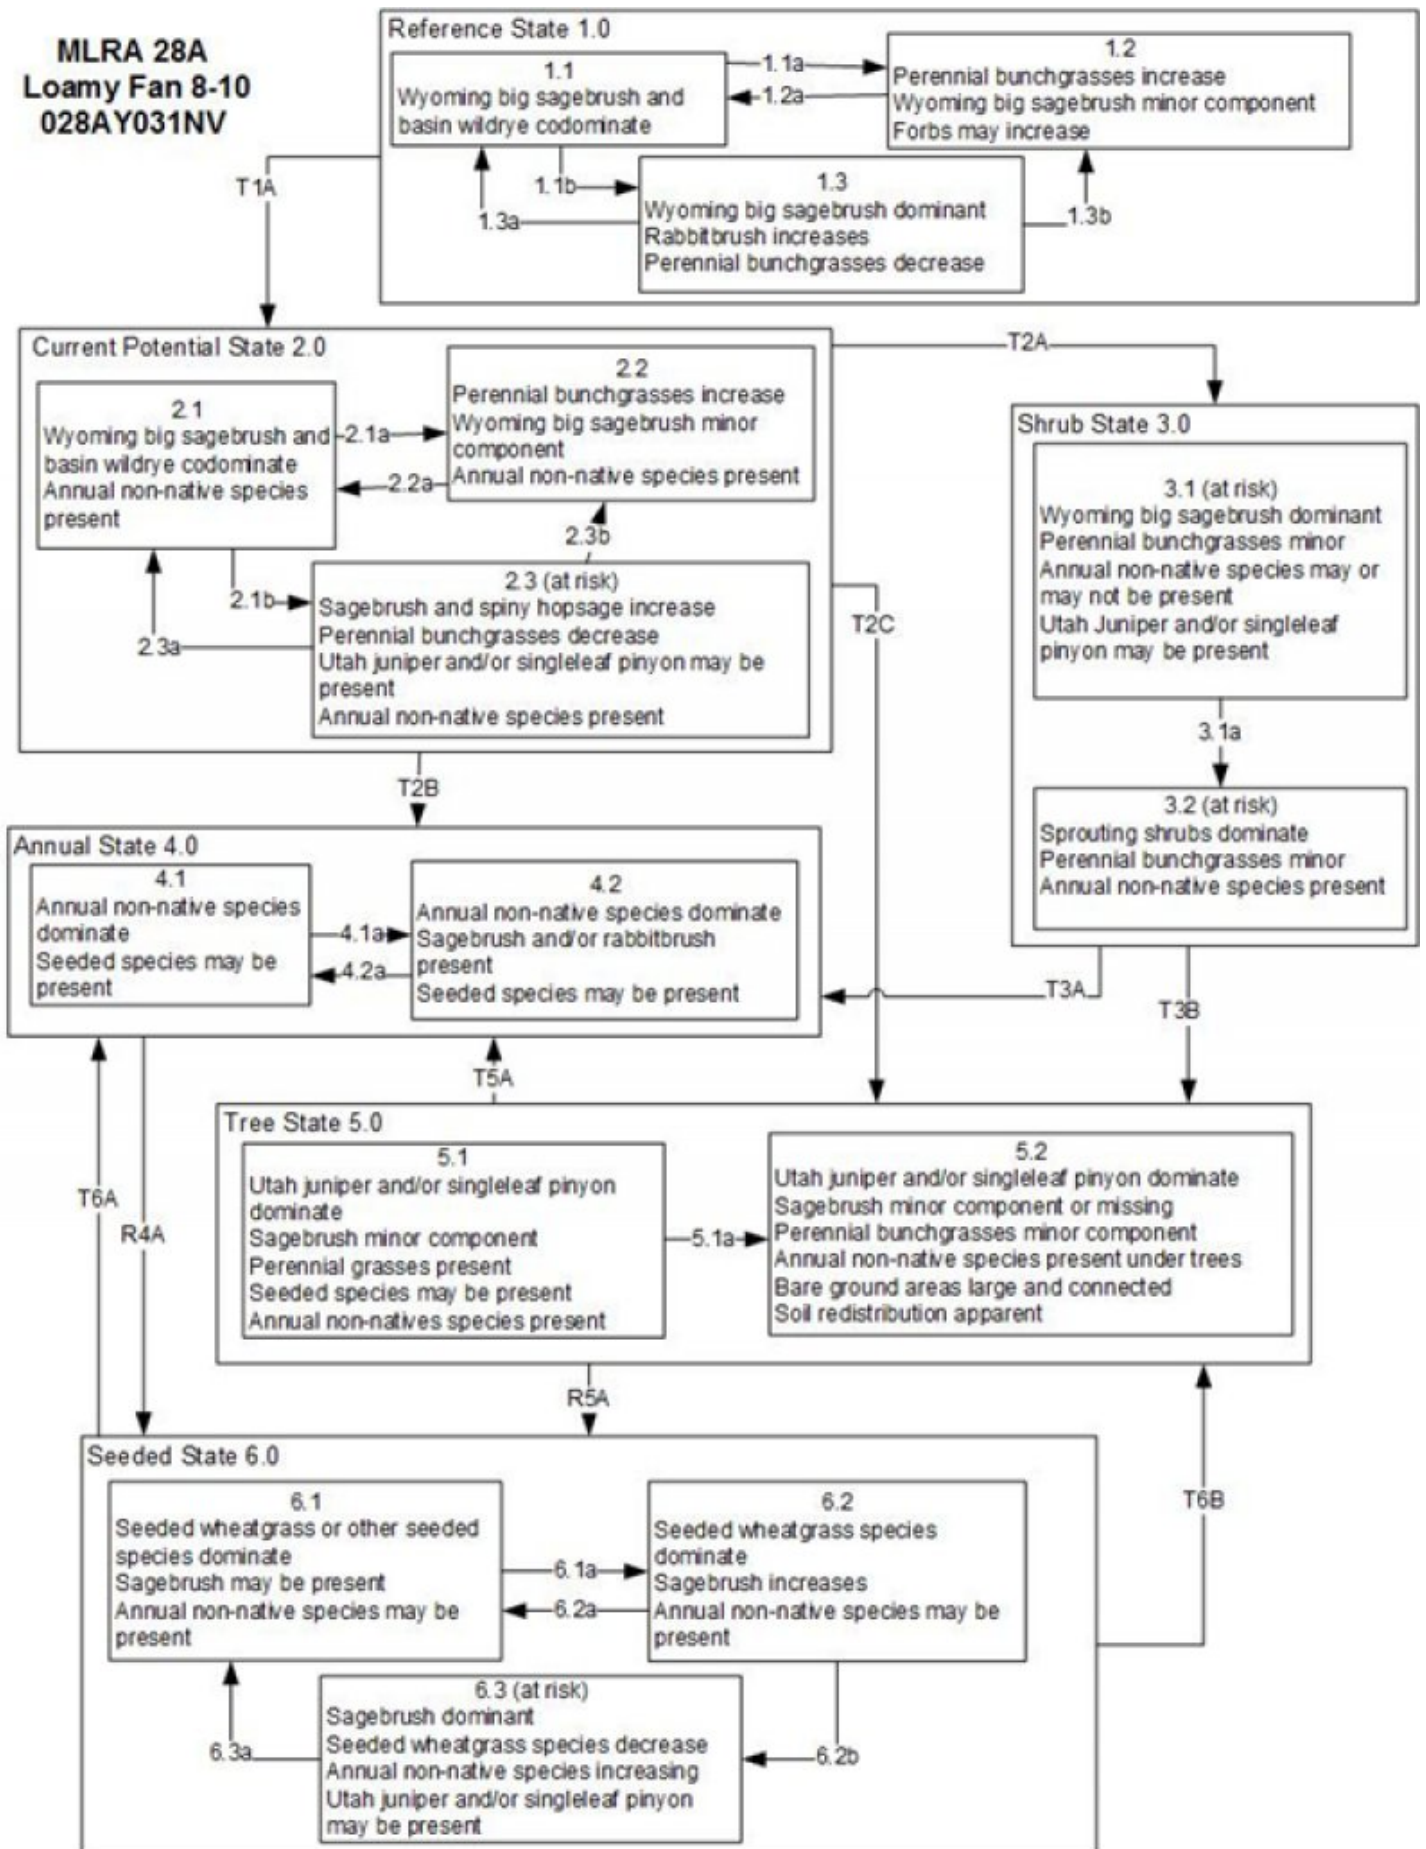 MLRA 28A
Loamy Fan 8-10
028AY031NV
Reference State 1.0
1.1
Wyoming big sagebrush and
basin wildrye codominate
1.1a
1.2a
1.2
Perennial bunchgrasses increase
Wyoming big sagebrush minor component
Forbs may increase
1.1b
1.3a
1.3
Wyoming big sagebrush dominant
Rabbitbrush increases
Perennial bunchgrasses decrease
1.3b
T1A
Current Potential State 2.0
2.1
Wyoming big sagebrush and
basin wildrye codominate
Annual non-native species
present
2.1a
2.2a
2.2
Perennial bunchgrasses increase
Wyoming big sagebrush minor
component
Annual non-native species present
2.3b
2.1b
2.3a
2.3 (at risk)
Sagebrush and spiny hopsage increase
Perennial bunchgrasses decrease
Utah juniper and/or singleleaf pinyon may be
present
Annual non-native species present
T2A
T2C
T2B
Shrub State 3.0
3.1 (at risk)
Wyoming big sagebrush dominant
Perennial bunchgrasses minor
Annual non-native species may or
may not be present
Utah Juniper and/or singleleaf
pinyon may be present
3.1a
3.2 (at risk)
Sprouting shrubs dominate
Perennial bunchgrasses minor
Annual non-native species present
Annual State 4.0
4.1
Annual non-native species
dominate
Seeded species may be
present
4.1a
4.2a
4.2
Annual non-native species dominate
Sagebrush and/or rabbitbrush
present
Seeded species may be present
T3A
T3B
T5A
T6A
R4A
Tree State 5.0
5.1
Utah juniper and/or singleleaf pinyon
dominate
Sagebrush minor component
Perennial grasses present
Seeded species may be present
Annual non-natives species present
5.1a
5.2
Utah juniper and/or singleleaf pinyon dominate
Sagebrush minor component or missing
Perennial bunchgrasses minor component
Annual non-native species present under trees
Bare ground areas large and connected
Soil redistribution apparent
R5A
T6B
Seeded State 6.0
6.1
Seeded wheatgrass or other seeded
species dominate
Sagebrush may be present
Annual non-native species may be
present
6.1a
6.2a
6.2
Seeded wheatgrass species
dominate
Sagebrush increases
Annual non-native species may be
present
6.3a
6.3 (at risk)
Sagebrush dominant
Seeded wheatgrass species decrease
Annual non-native species increasing
Utah juniper and/or singleleaf pinyon
may be present
6.2b